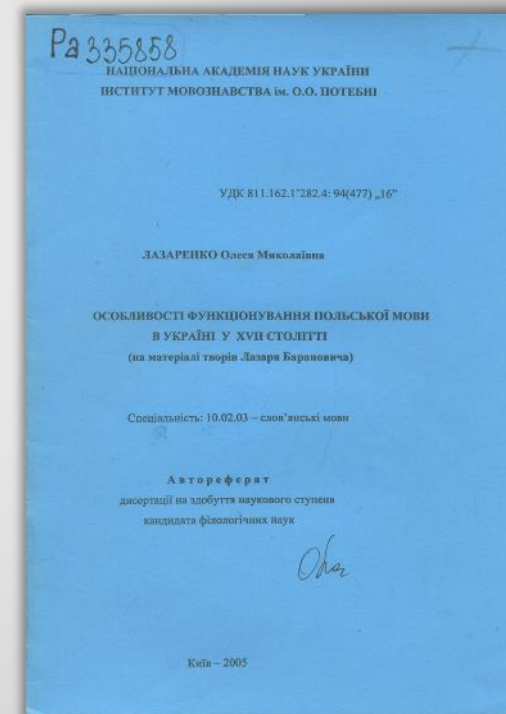 Ра 335858
НАЦІОНАЛЬНА АКАДЕМІЯ НАУК УКРАЇНИ
ІНСТИТУТ МОВОЗНАВСТВА ім. О.О. ПОТЕБНІ
УДК 811.162.1'282.4: 94(477) „16”
ЛАЗАРЕНКО Олеся Миколаївна
ОСОБЛИВОСТІ ФУНКЦІОНУВАННЯ ПОЛЬСЬКОЇ МОВИ
В УКРАЇНІ У XVII СТОЛІТТІ
(на матеріалі творів Лазаря Барановича)
Спеціальність: 10.02.03 – слов’янські мови
Автореферат
дисертації на здобуття наукового ступеня
кандидата філологічних наук
Київ – 2005